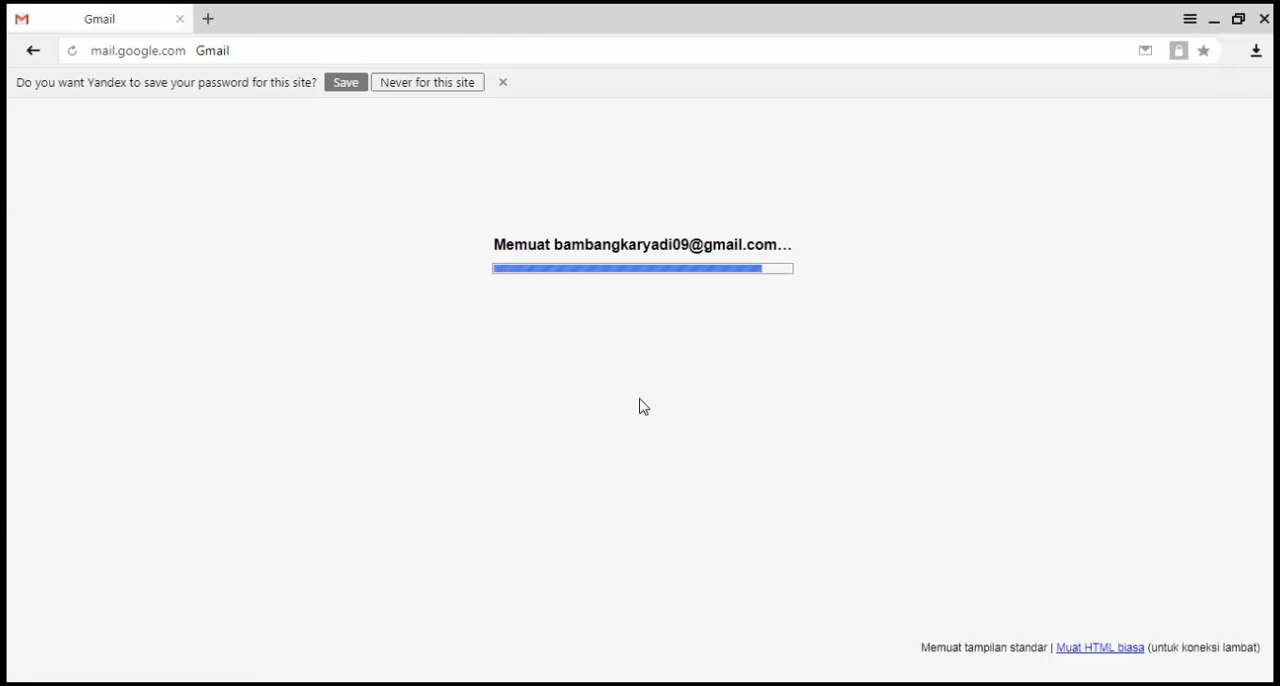 Gmail
mail.google.com Gmail
Do you want Yandex to save your password for this site? Save Never for this site
Memuat bambangkaryadi09@gmail.com...
Memuat tampilan standar | Muat HTML biasa (untuk koneksi lambat)